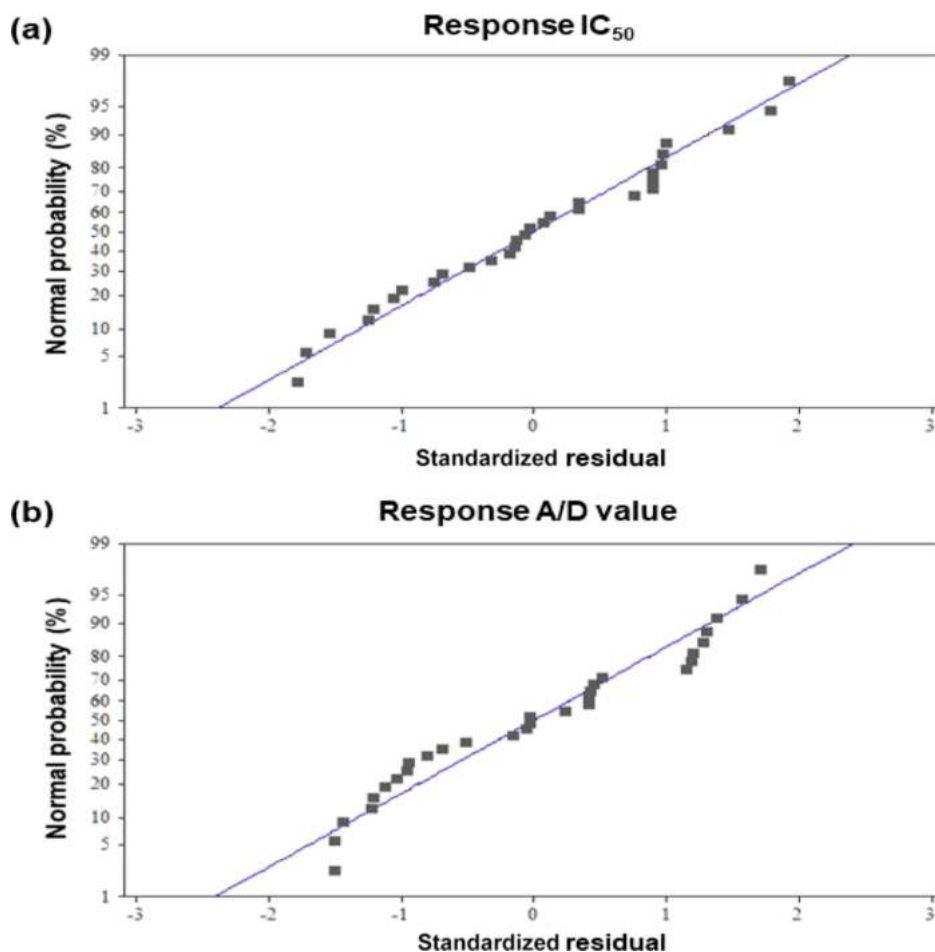 (a)
Response IC₅₀
Normal probability (%)
99
95
90
80
70
60
50
40
30
20
10
5
1
-3 -2 -1 0 1 2 3
Standardized residual
(b)
Response A/D value
Normal probability (%)
99
95
90
80
70
60
50
40
30
20
10
5
1
-3 -2 -1 0 1 2 3
Standardized residual